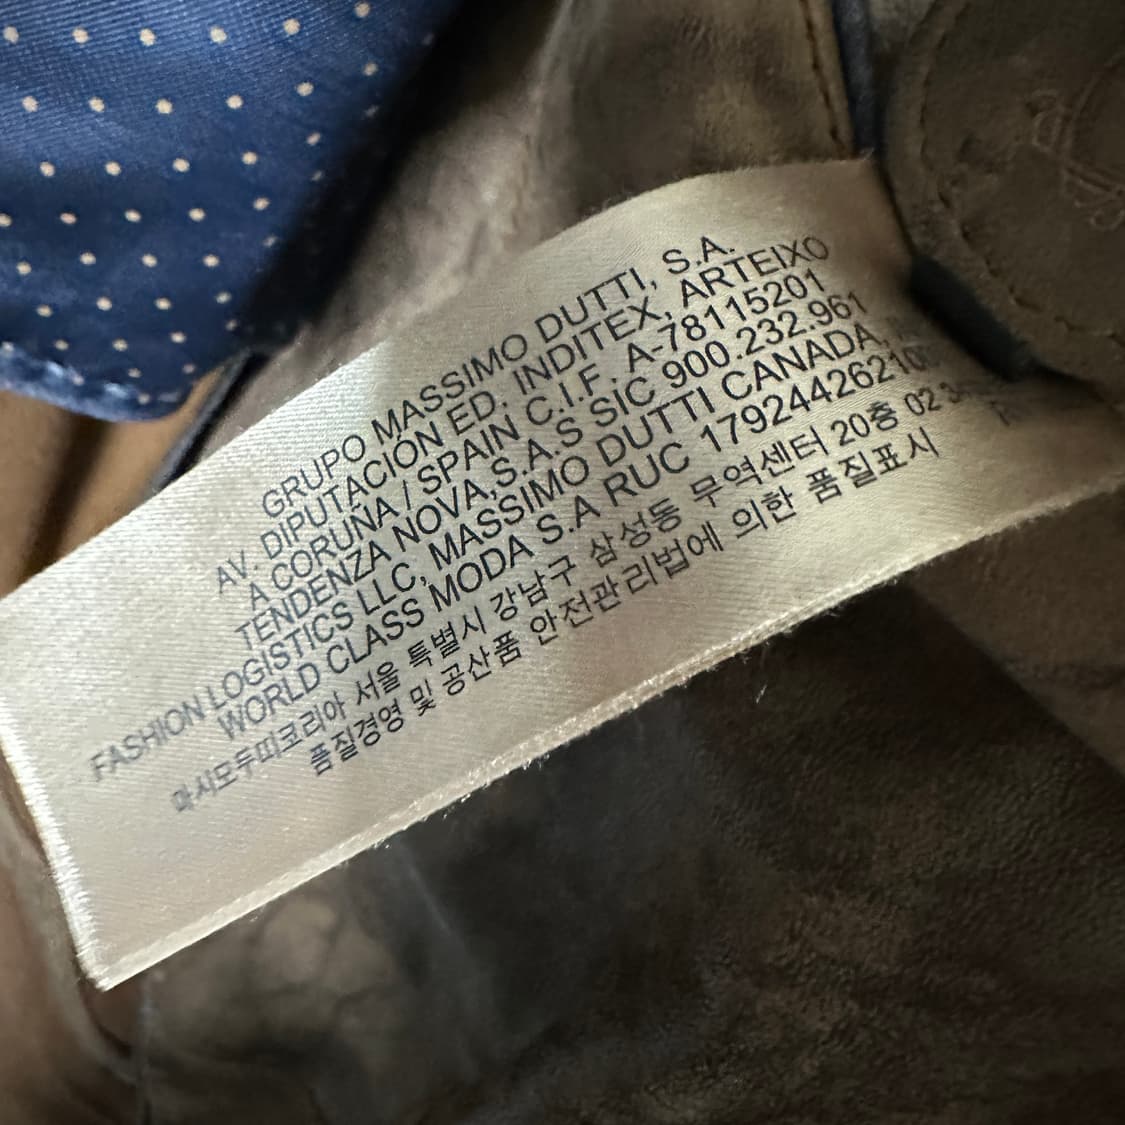 GRUPO MASSIMO DUTTI, S.A.
AV. DIPUTACIÓN ED. INDITEX, ARTEIXO
A CORUÑA / SPAIN C.I.F. A-78115201
TENDENZA NOVA,S.A.S SIC 900.232.961
FASHION LOGISTICS LLC, MASSIMO DUTTI CANADA,
WORLD CLASS MODA S.A RUC
마시모두띠코리아 서울 특별시 강남구 삼성동 무역센터 20층 02
품질경영 및 공산품 안전관리법에 의한 품질표시